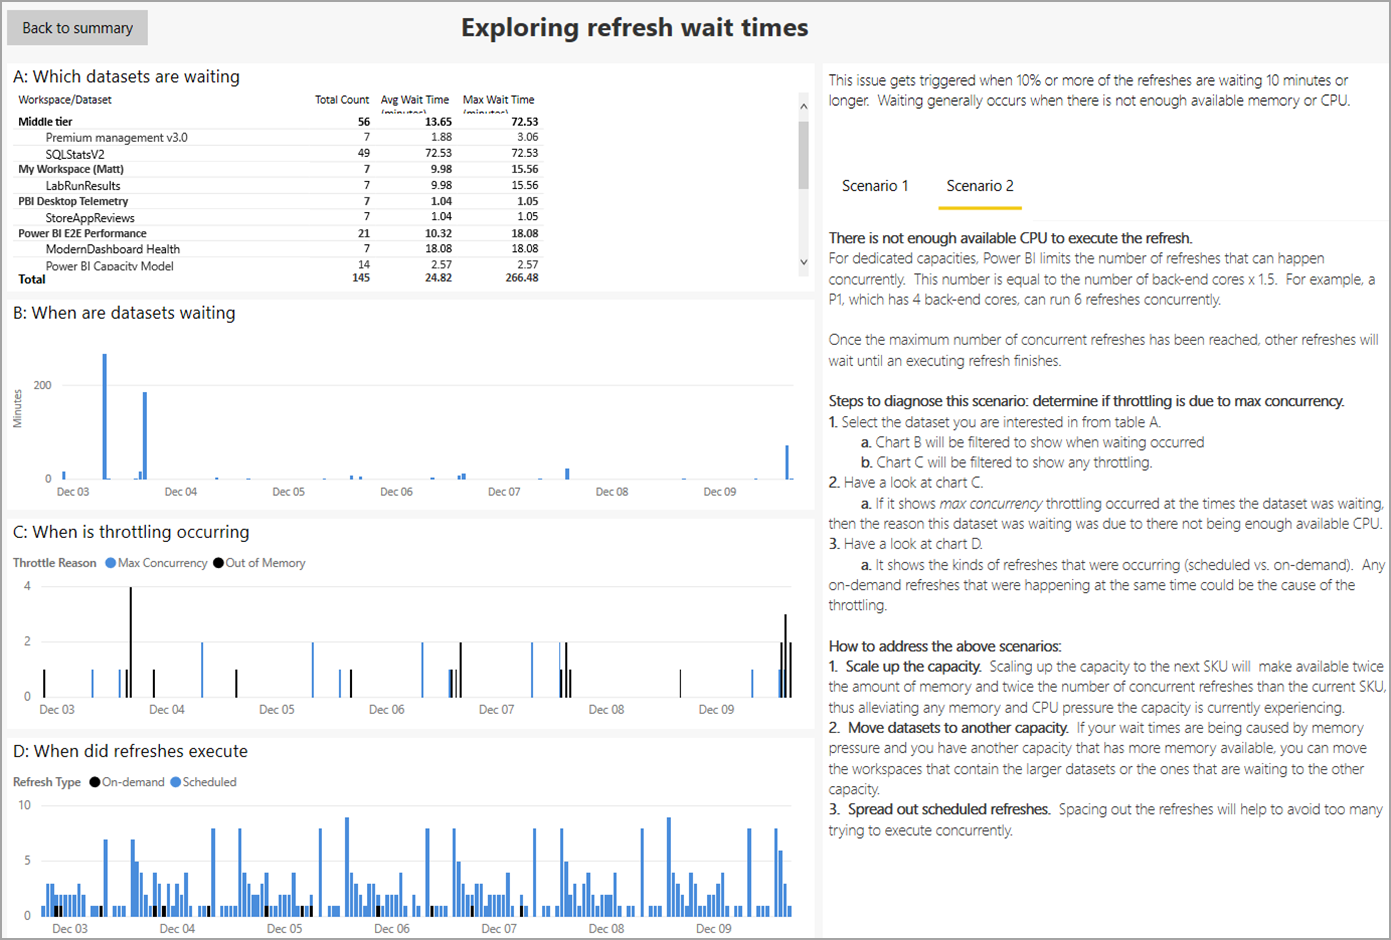 Back to summary
Exploring refresh wait times
A: Which datasets are waiting
Workspace/Dataset Total Count Avg Wait Time (minutes) Max Wait Time (minutes)
Middle tier 56 13.65 72.53
Premium management v3.0 7 1.88 3.06
SQLStatsV2 49 72.53 72.53
My Workspace (Matt) 7 9.98 15.56
LabRunResults 7 9.98 15.56
PBI Desktop Telemetry 7 1.04 1.05
StoreAppReviews 7 1.04 1.05
Power BI E2E Performance 21 10.32 18.08
ModernDashboard Health 7 18.08 18.08
Power BI Capacity Model 14 2.57 2.57
Total 145 24.82 266.48
B: When are datasets waiting
Minutes
200
0
Dec 03 Dec 04 Dec 05 Dec 06 Dec 07 Dec 08 Dec 09
C: When is throttling occurring
Throttle Reason Max Concurrency Out of Memory
4
2
0
Dec 03 Dec 04 Dec 05 Dec 06 Dec 07 Dec 08 Dec 09
D: When did refreshes execute
Refresh Type On-demand Scheduled
10
5
0
Dec 03 Dec 04 Dec 05 Dec 06 Dec 07 Dec 08 Dec 09
This issue gets triggered when 10% or more of the refreshes are waiting 10 minutes or
longer. Waiting generally occurs when there is not enough available memory or CPU.
Scenario 1 Scenario 2
There is not enough available CPU to execute the refresh.
For dedicated capacities, Power BI limits the number of refreshes that can happen
concurrently. This number is equal to the number of back-end cores x 1.5. For example, a
P1, which has 4 back-end cores, can run 6 refreshes concurrently.
Once the maximum number of concurrent refreshes has been reached, other refreshes will
wait until an executing refresh finishes.
Steps to diagnose this scenario: determine if throttling is due to max concurrency.
1. Select the dataset you are interested in from table A.
a. Chart B will be filtered to show when waiting occurred
b. Chart C will be filtered to show any throttling.
2. Have a look at chart C.
a. If it shows max concurrency throttling occurred at the times the dataset was waiting,
then the reason this dataset was waiting was due to there not being enough available CPU.
3. Have a look at chart D.
a. It shows the kinds of refreshes that were occurring (scheduled vs. on-demand). Any
on-demand refreshes that were happening at the same time could be the cause of the
throttling.
How to address the above scenarios:
1. Scale up the capacity. Scaling up the capacity to the next SKU will make available twice
the amount of memory and twice the number of concurrent refreshes than the current SKU,
thus alleviating any memory and CPU pressure the capacity is currently experiencing.
2. Move datasets to another capacity. If your wait times are being caused by memory
pressure and you have another capacity that has more memory available, you can move
the workspaces that contain the larger datasets or the ones that are waiting to the other
capacity.
3. Spread out scheduled refreshes. Spacing out the refreshes will help to avoid too many
trying to execute concurrently.